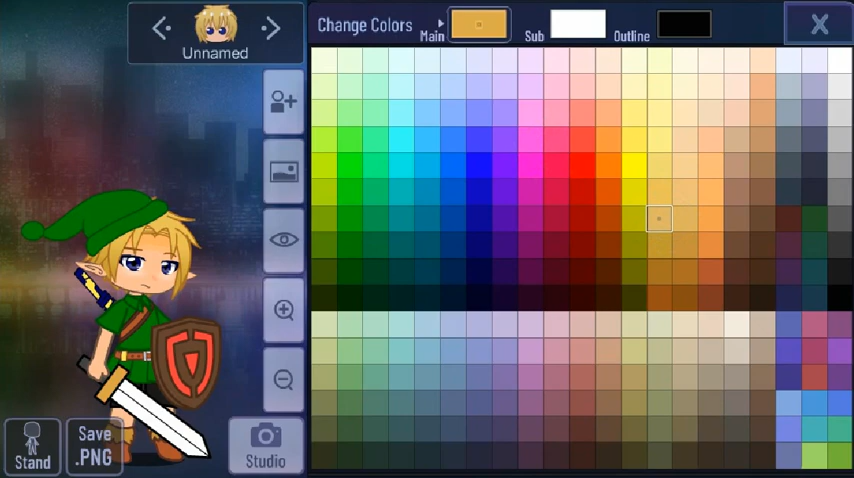 Unnamed
Change Colors
Main
Sub
Outline
X
Stand
Save
.PNG
Studio